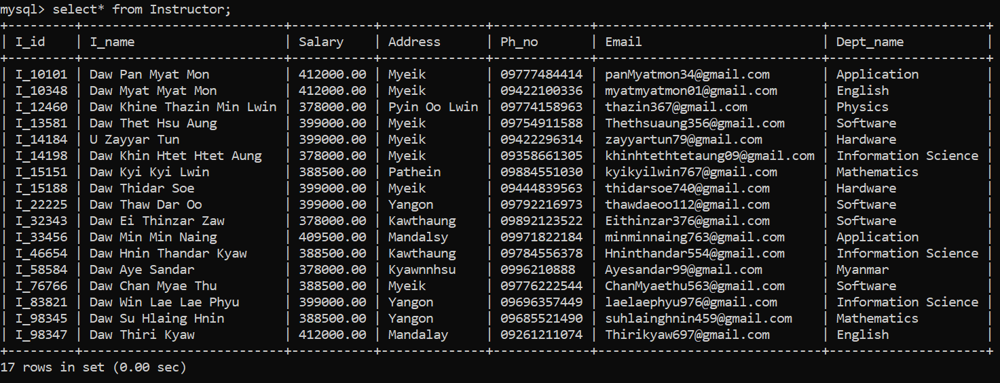 mysql> select* from Instructor;
+---------+---------------------------+-----------+--------------+-------------+------------------------------+---------------------+
| I_id | I_name | Salary | Address | Ph_no | Email | Dept_name |
+---------+---------------------------+-----------+--------------+-------------+------------------------------+---------------------+
| I_10101 | Daw Pan Myat Mon | 412000.00 | Myeik | 09777484414 | panMyatmon34@gmail.com | Application |
| I_10348 | Daw Myat Myat Mon | 412000.00 | Myeik | 09422100336 | myatmyatmon01@gmail.com | English |
| I_12460 | Daw Khine Thazin Min Lwin | 378000.00 | Pyin Oo Lwin | 09774158963 | thazin367@gmail.com | Physics |
| I_13581 | Daw Thet Hsu Aung | 399000.00 | Myeik | 09754911588 | Thethsuaung356@gmail.com | Software |
| I_14184 | U Zayyar Tun | 399000.00 | Myeik | 09422296314 | zayyartun79@gmail.com | Hardware |
| I_14198 | Daw Khin Htet Htet Aung | 378000.00 | Myeik | 09358661305 | khinhtethtetaung09@gmail.com | Information Science |
| I_15151 | Daw Kyi Kyi Lwin | 388500.00 | Pathein | 09884551030 | kyikyilwin767@gmail.com | Mathematics |
| I_15188 | Daw Thidar Soe | 399000.00 | Myeik | 09444839563 | thidarsoe740@gmail.com | Hardware |
| I_22225 | Daw Thaw Dar Oo | 399000.00 | Yangon | 09792216973 | thawdaeoo112@gmail.com | Software |
| I_32343 | Daw Ei Thinzar Zaw | 378000.00 | Kawthaung | 09892123522 | Eithinzar376@gmail.com | Software |
| I_33456 | Daw Min Min Naing | 409500.00 | Mandalsy | 09971822184 | minminnaing763@gmail.com | Application |
| I_46654 | Daw Hnin Thandar Kyaw | 388500.00 | Kawthaung | 09784556378 | Hninthandar554@gmail.com | Information Science |
| I_58584 | Daw Aye Sandar | 378000.00 | Kyawnnhsu | 0996210888 | Ayesandar99@gmail.com | Myanmar |
| I_76766 | Daw Chan Myae Thu | 388500.00 | Myeik | 09776222544 | ChanMyaethu563@gmail.com | Software |
| I_83821 | Daw Win Lae Lae Phyu | 399000.00 | Yangon | 09696357449 | laelaephyu976@gmail.com | Information Science |
| I_98345 | Daw Su Hlaing Hnin | 388500.00 | Yangon | 09685521490 | suhlainghnin459@gmail.com | Mathematics |
| I_98347 | Daw Thiri Kyaw | 412000.00 | Mandalay | 09261211074 | Thirikyaw697@gmail.com | English |
+---------+---------------------------+-----------+--------------+-------------+------------------------------+---------------------+
17 rows in set (0.00 sec)